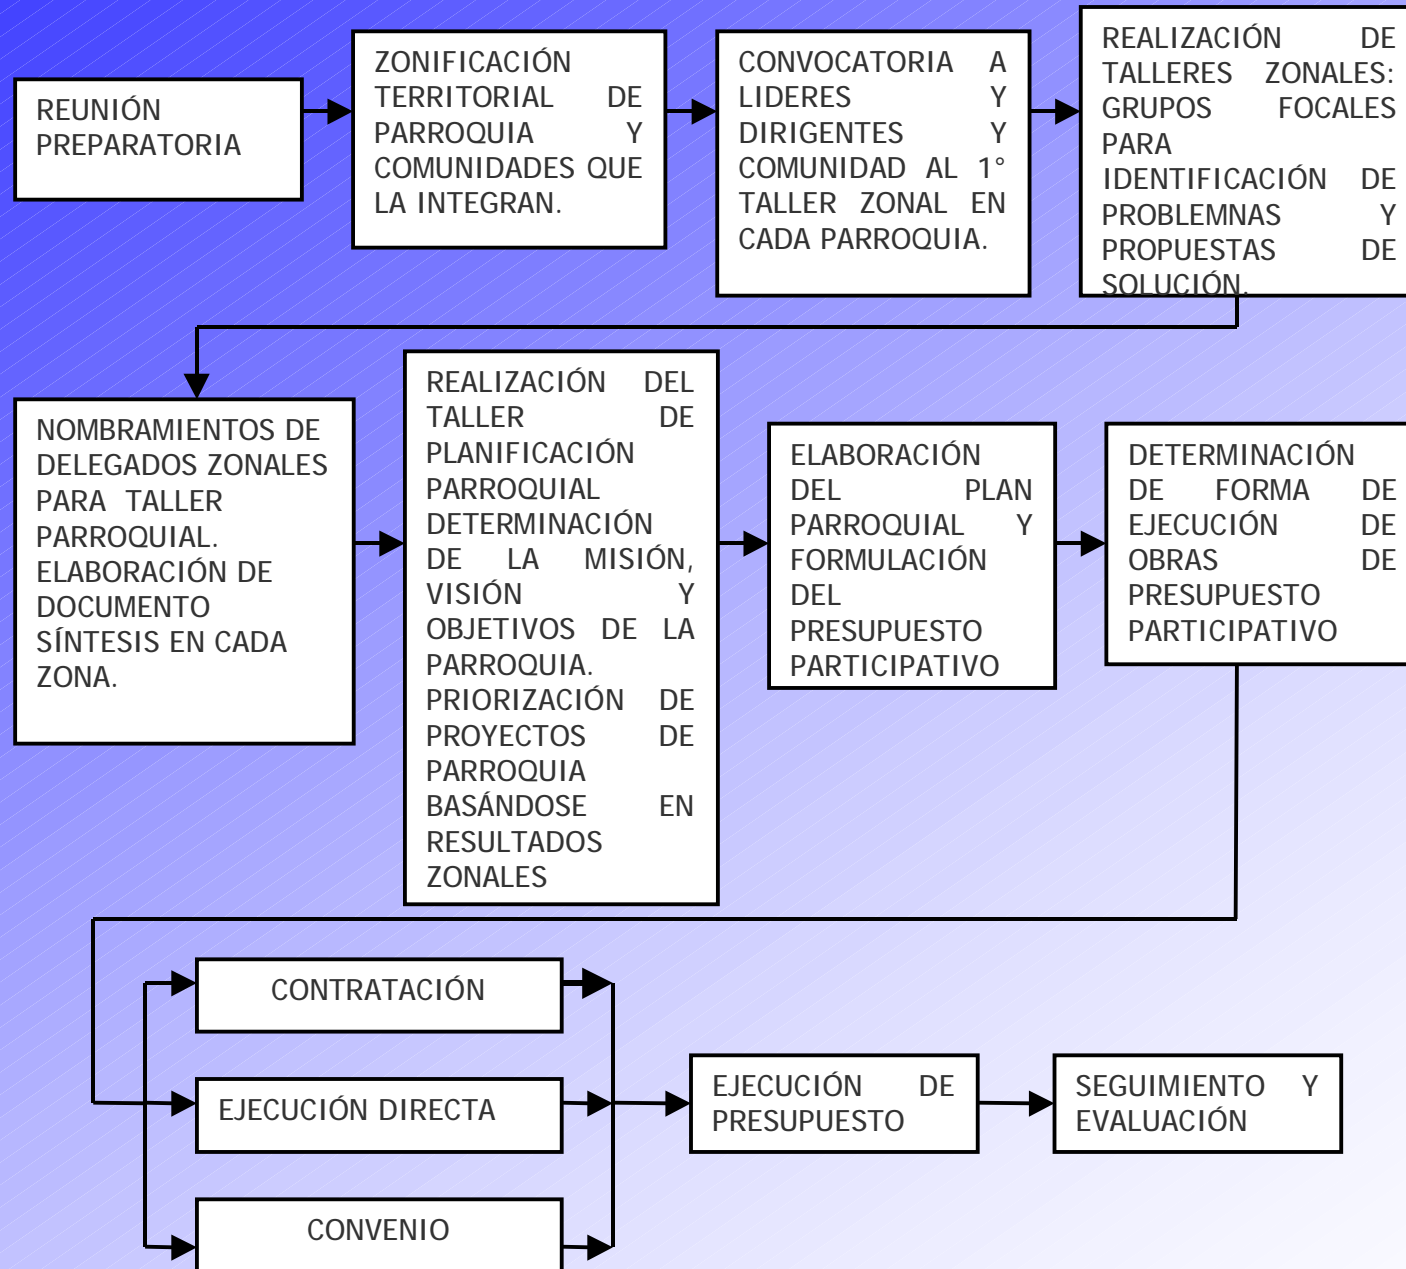 REUNIÓN
PREPARATORIA
ZONIFICACIÓN
TERRITORIAL DE
PARROQUIA Y
COMUNIDADES QUE
LA INTEGRAN.
CONVOCATORIA A
LIDERES Y
DIRIGENTES Y
COMUNIDAD AL 1°
TALLER ZONAL EN
CADA PARROQUIA.
REALIZACIÓN DE
TALLERES ZONALES:
GRUPOS FOCALES
PARA
IDENTIFICACIÓN DE
PROBLEMNAS Y
PROPUESTAS DE
SOLUCIÓN.
NOMBRAMIENTOS DE
DELEGADOS ZONALES
PARA TALLER
PARROQUIAL.
ELABORACIÓN DE
DOCUMENTO
SÍNTESIS EN CADA
ZONA.
REALIZACIÓN DEL
TALLER DE
PLANIFICACIÓN
PARROQUIAL
DETERMINACIÓN
DE LA MISIÓN,
VISIÓN Y
OBJETIVOS DE LA
PARROQUIA.
PRIORIZACIÓN DE
PROYECTOS DE
PARROQUIA
BASÁNDOSE EN
RESULTADOS
ZONALES
ELABORACIÓN
DEL PLAN
PARROQUIAL Y
FORMULACIÓN
DEL
PRESUPUESTO
PARTICIPATIVO
DETERMINACIÓN
DE FORMA DE
EJECUCIÓN DE
OBRAS DE
PRESUPUESTO
PARTICIPATIVO
CONTRATACIÓN
EJECUCIÓN DIRECTA
CONVENIO
EJECUCIÓN DE
PRESUPUESTO
SEGUIMIENTO Y
EVALUACIÓN